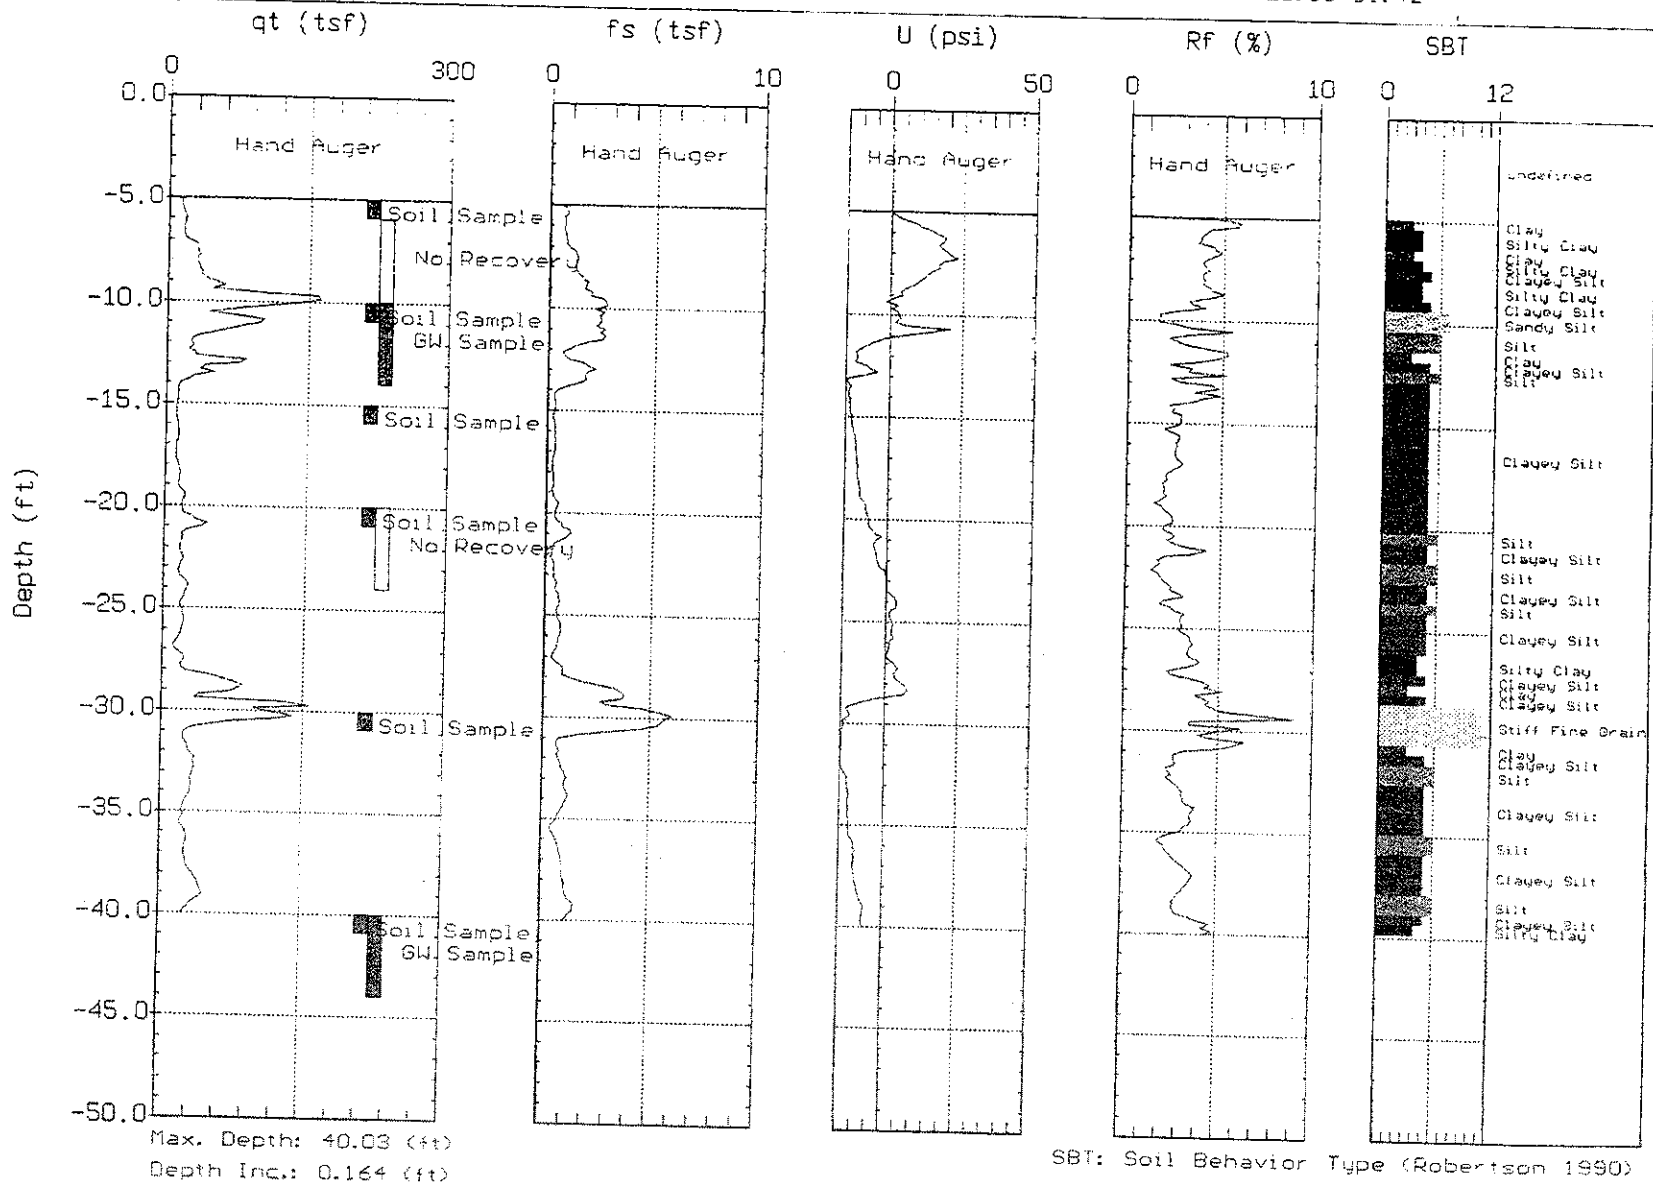 qt (tsf)
fs (tsf)
U (psi)
Rf (%)
SBT
0
300
0
10
0
50
0
10
0
12
Hand Auger
Hand Auger
Hand Auger
Hand Auger
Undefined
Depth (ft)
0.0
-5.0
-10.0
-15.0
-20.0
-25.0
-30.0
-35.0
-40.0
-45.0
-50.0
Soil Sample
No Recovery
Soil Sample
GW Sample
Soil Sample
Soil Sample
No Recovery
Soil Sample
Soil Sample
GW Sample
Clay
Silty Clay
Clay
Silty Clay
Clayey Silt
Silty Clay
Clayey Silt
Sandy Silt
Silt
Clay
Clayey Silt
Silt
Clayey Silt
Silt
Clayey Silt
Silt
Clayey Silt
Silt
Clayey Silt
Silty Clay
Clayey Silt
Clay
Clayey Silt
Stiff Fine Grain
Clay
Clayey Silt
Silt
Clayey Silt
Silt
Clayey Silt
Silt
Clayey Silt
Silty Clay
Max. Depth: 40.03 (ft)
Depth Inc.: 0.164 (ft)
SBT: Soil Behavior Type (Robertson 1990)